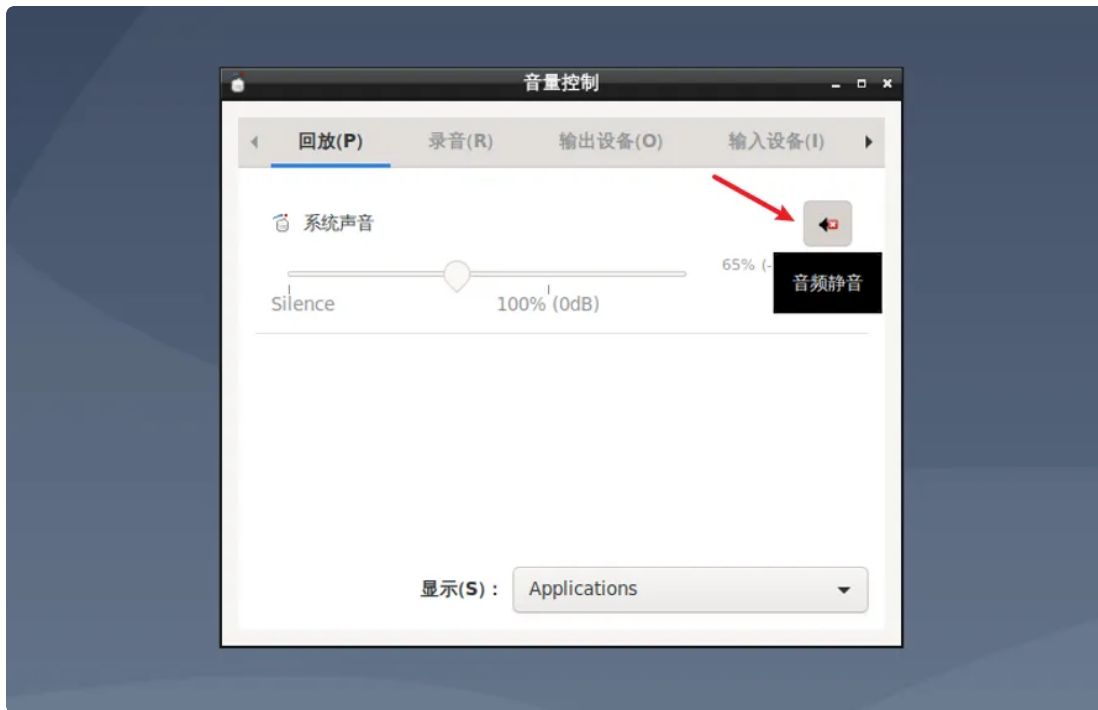 音量控制
回放(P) 录音(R) 输出设备(O) 输入设备(I)
系统声音
65% (-
音频静音
Silence 100% (0dB)
显示(S)： Applications